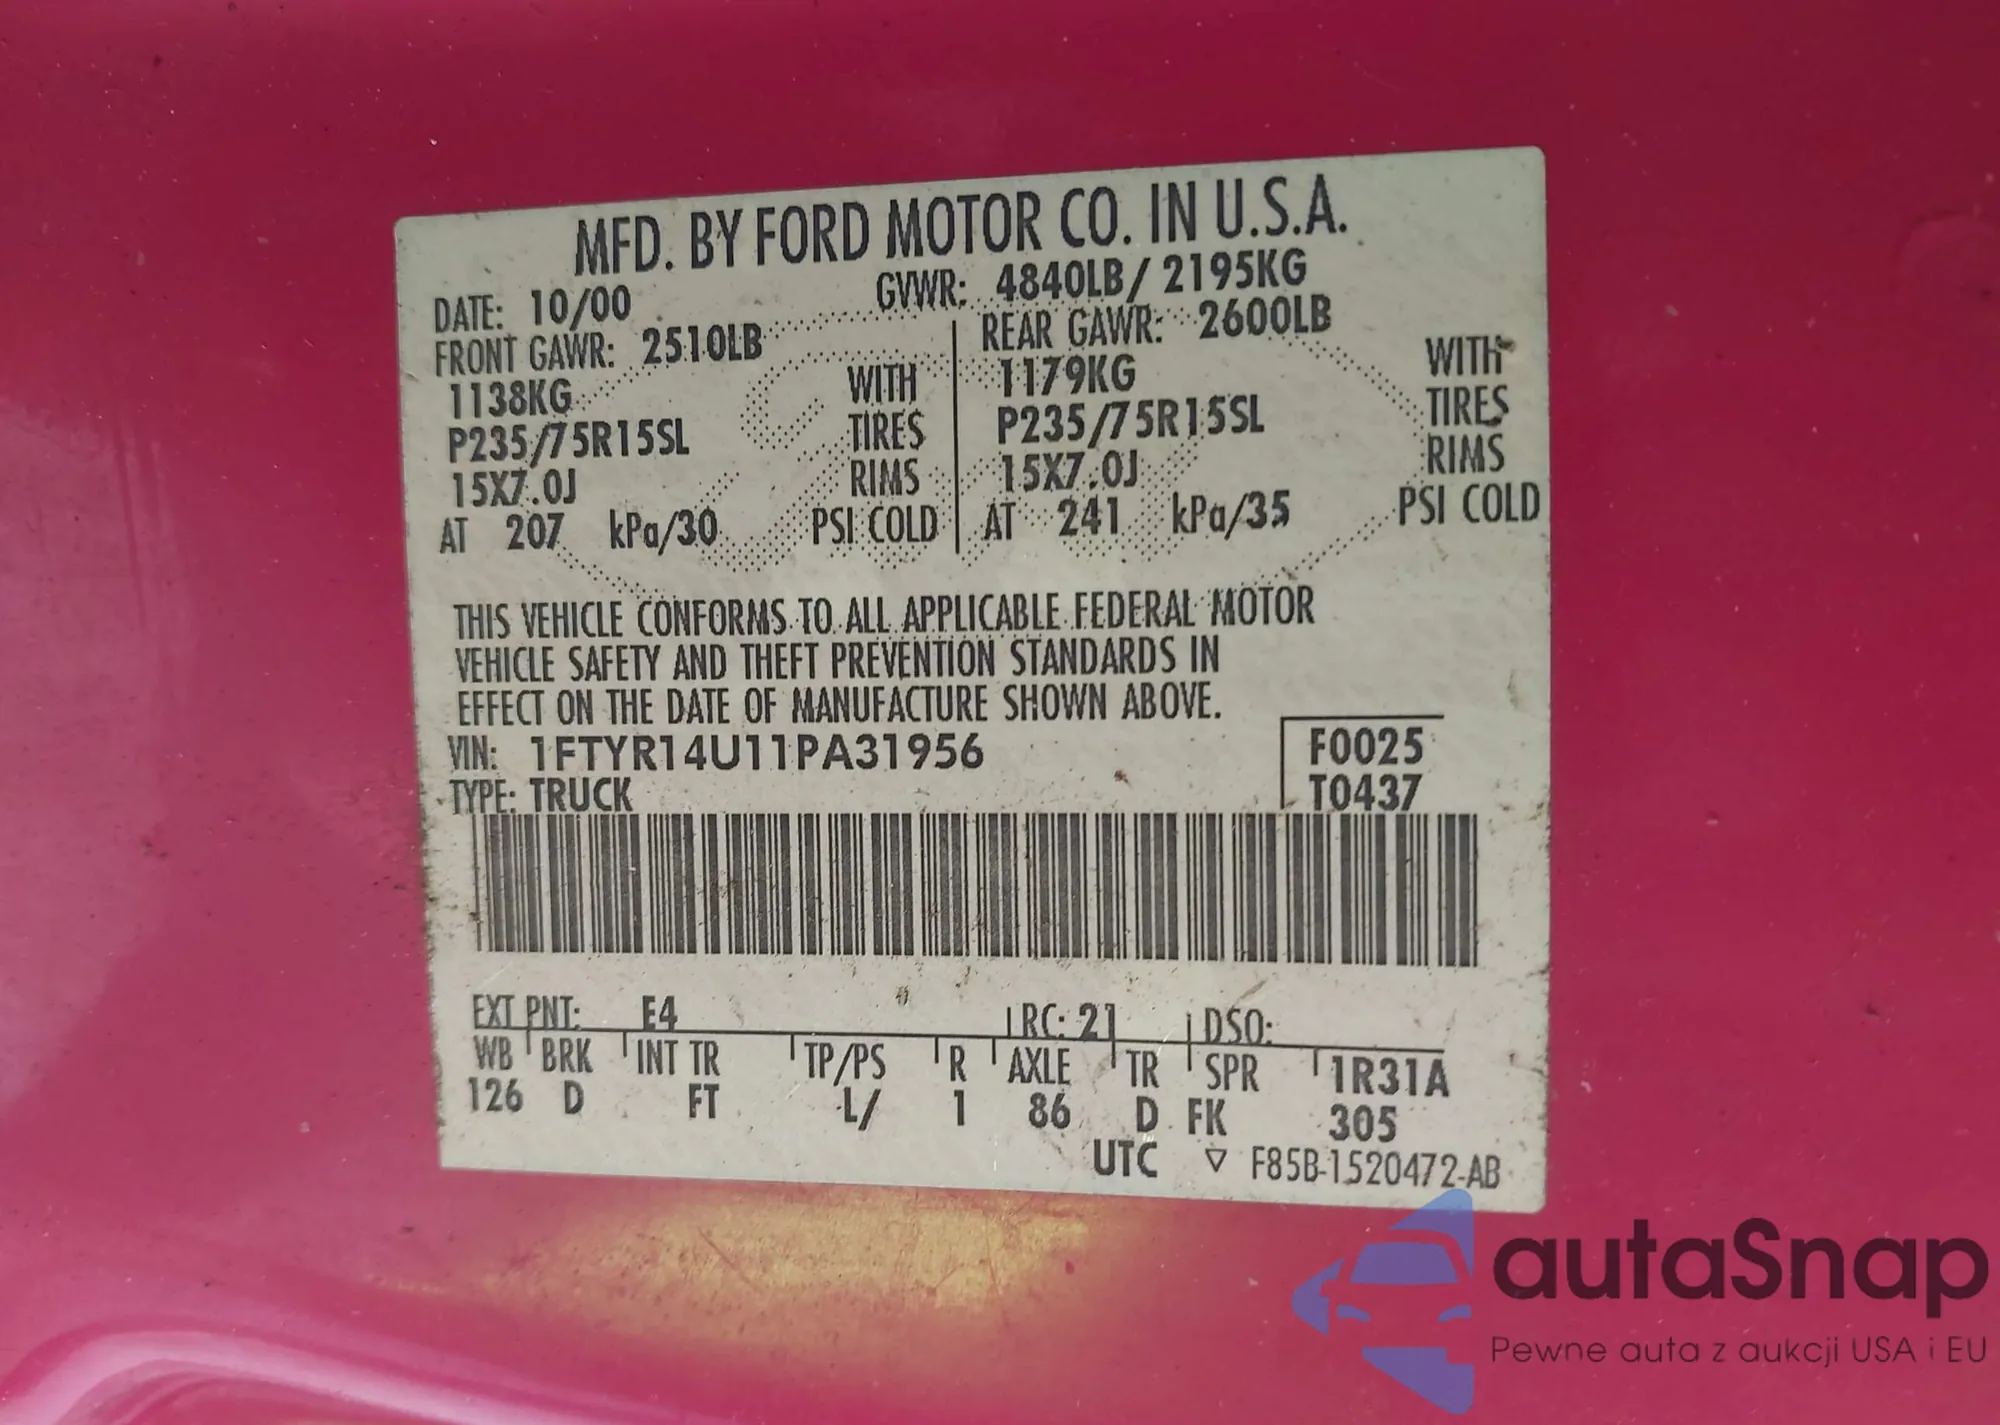 MFD. BY FORD MOTOR CO. IN U.S.A.
DATE: 10/00 GVWR: 4840LB/ 2195KG
FRONT GAWR: 2510LB REAR GAWR: 2600LB
1138KG WITH 1179KG WITH
P235/75R15SL TIRES P235/75R15SL TIRES
15X7.0J RIMS 15X7.0J RIMS
AT 207 kPa/30 PSI COLD AT 241 kPa/35 PSI COLD
THIS VEHICLE CONFORMS TO ALL APPLICABLE FEDERAL MOTOR
VEHICLE SAFETY AND THEFT PREVENTION STANDARDS IN
EFFECT ON THE DATE OF MANUFACTURE SHOWN ABOVE.
VIN: 1FTYR14U11PA31956 F0025
TYPE: TRUCK T0437
EXT PNT: E4 RC: 21 DSO:
WB BRK INT TR TP/PS R AXLE TR SPR 1R31A
126 D FT L/ 1 86 D FK 305
UTC ▽ F85B-1520472-AB
autaSnap
Pewne auta z aukcji USA i EU